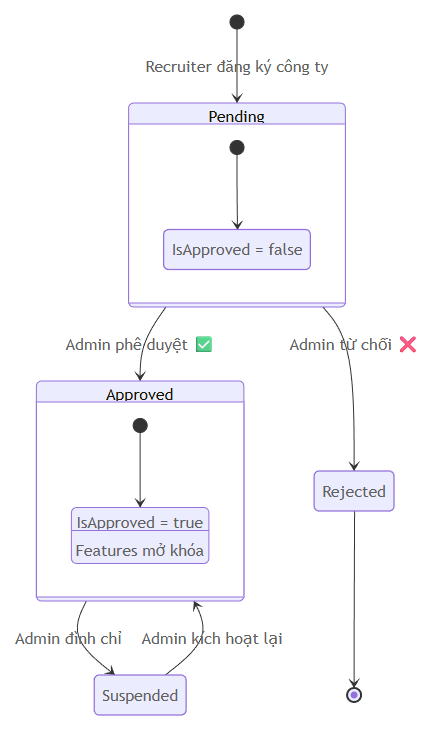 Recruiter đăng ký công ty
Pending
IsApproved = false
Admin phê duyệt ✅
Admin từ chối ❌
Approved
IsApproved = true
Features mở khóa
Rejected
Admin đình chỉ
Admin kích hoạt lại
Suspended